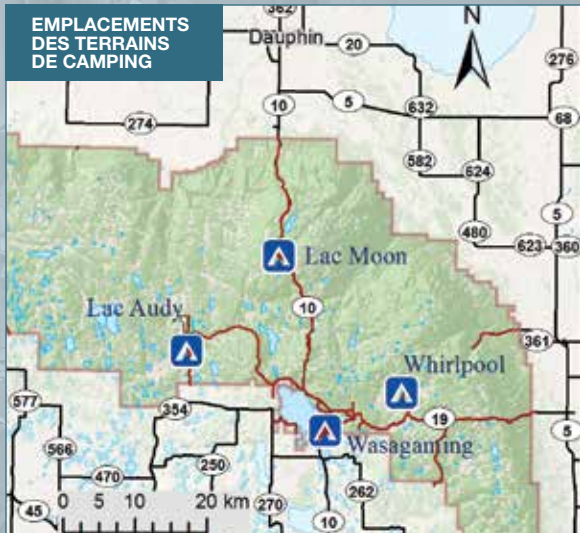 EMPLACEMENTS
DES TERRAINS
DE CAMPING
362
Dauphin
N
20
276
10
5
632
68
274
582
624
5
480
623
360
Lac Moon
10
Lac Audy
361
Whirlpool
577
354
19
5
Wasagaming
566
470
250
262
270
45
0 5 10 20 km
10